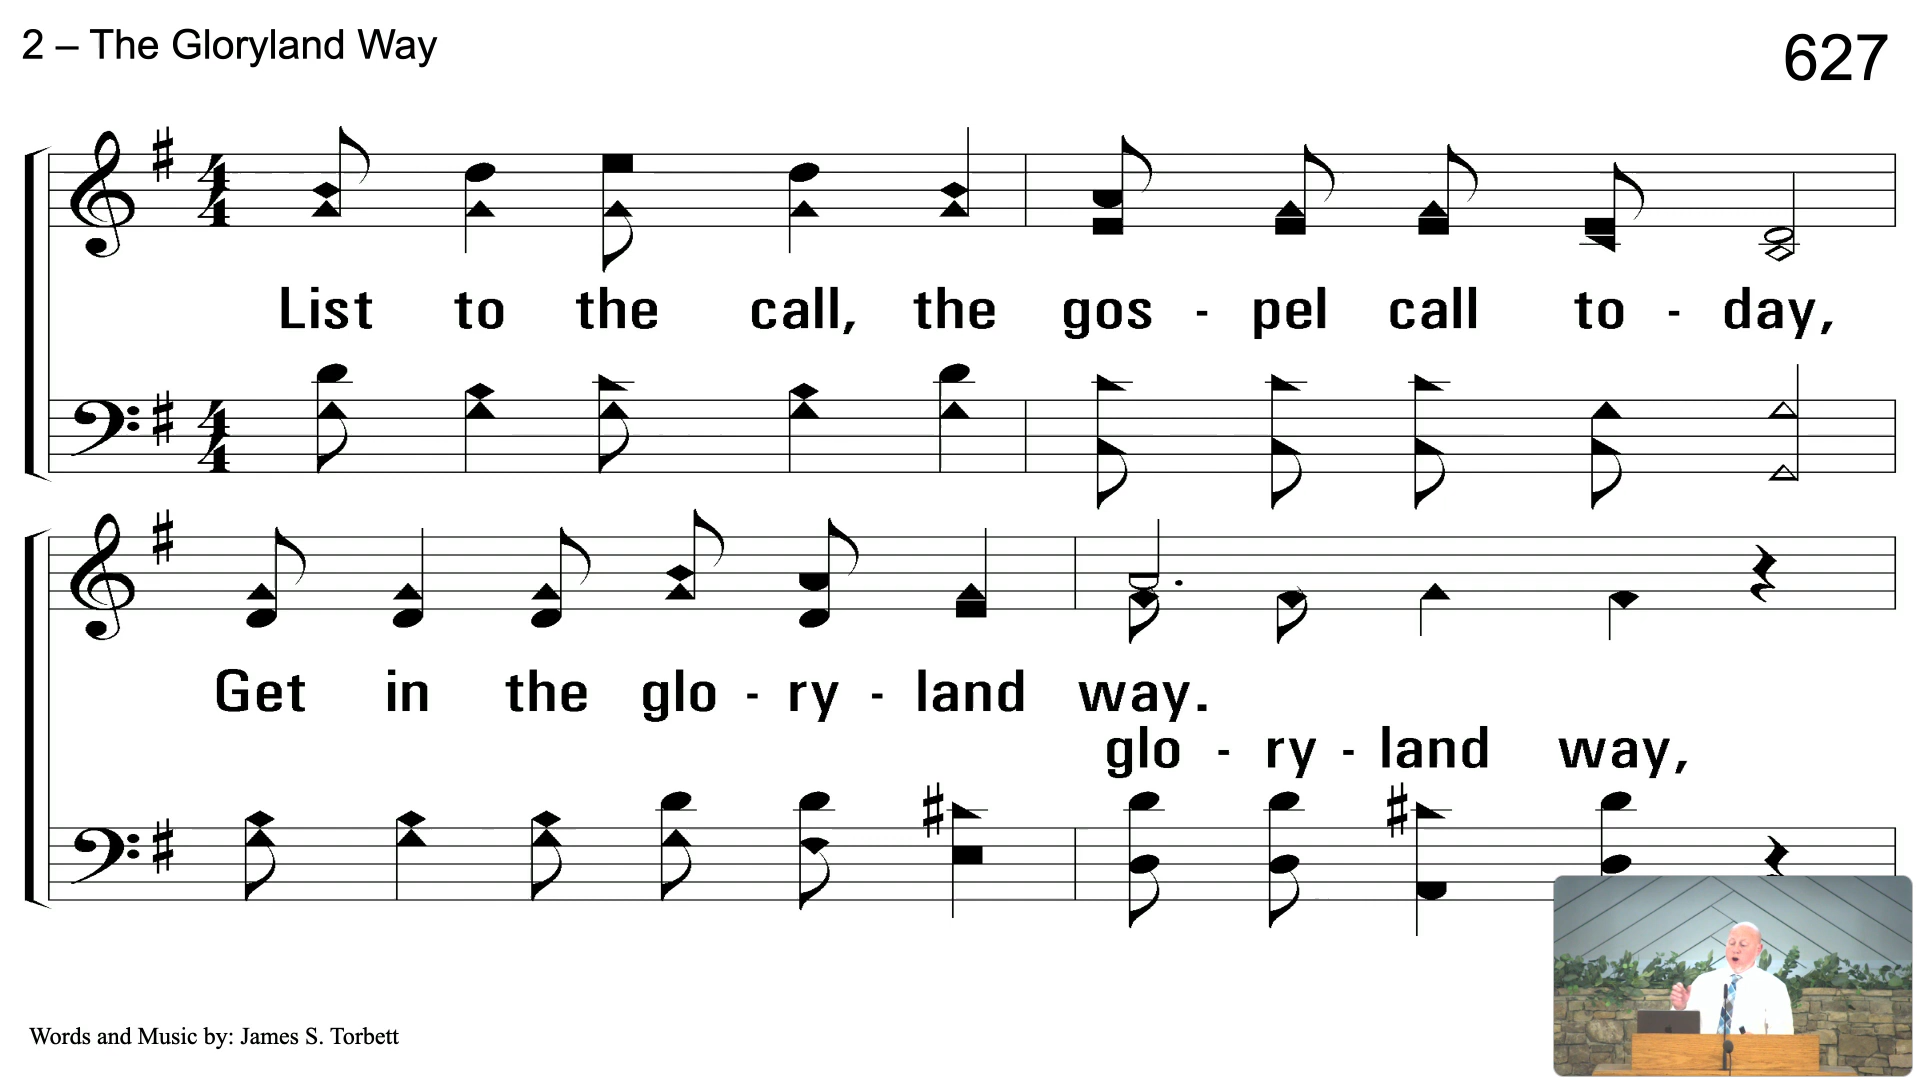 2 – The Gloryland Way
627
List to the call, the gos - pel call to - day,
Get in the glo - ry - land way.
glo - ry - land way,
Words and Music by: James S. Torbett